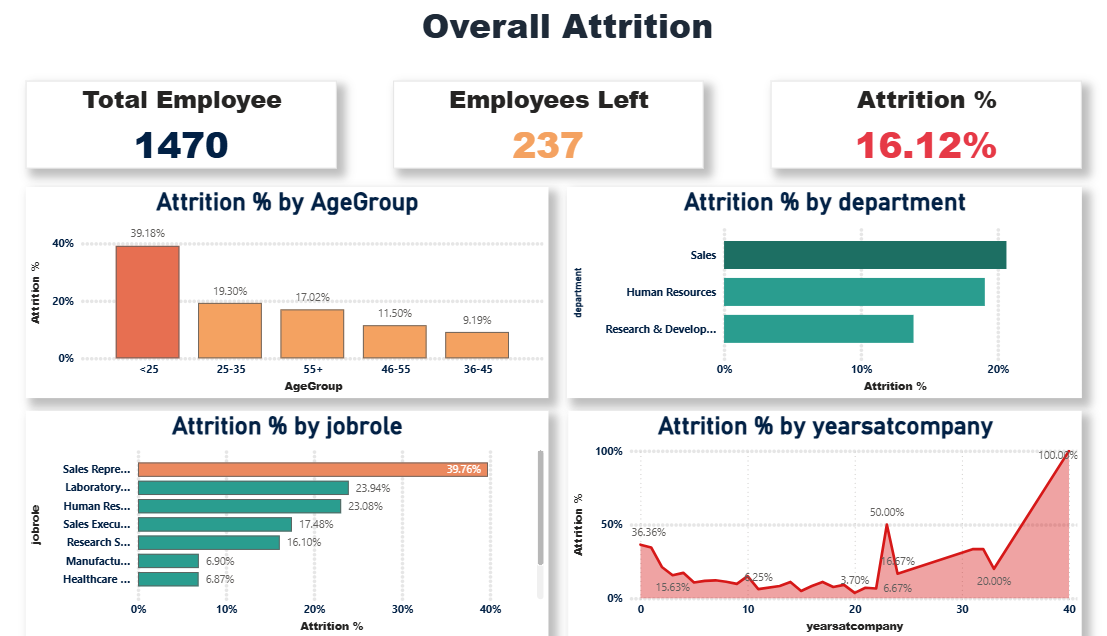 Overall Attrition
Total Employee
1470
Employees Left
237
Attrition %
16.12%
Attrition % by AgeGroup
39.18%
40%
19.30%
17.02%
20%
11.50%
9.19%
0%
<25
25-35
55+
46-55
36-45
Attrition %
AgeGroup
Attrition % by department
Sales
Human Resources
Research & Develop...
0%
10%
20%
department
Attrition %
Attrition % by jobrole
Sales Repre...
39.76%
Laboratory...
23.94%
Human Res...
23.08%
Sales Execu...
17.48%
Research S...
16.10%
Manufactu...
6.90%
Healthcare ...
6.87%
0%
10%
20%
30%
40%
jobrole
Attrition %
Attrition % by yearsatcompany
100%
50%
0%
36.36%
15.63%
6.25%
3.70%
50.00%
16.67%
6.67%
20.00%
100.00%
0
10
20
30
40
Attrition %
yearsatcompany